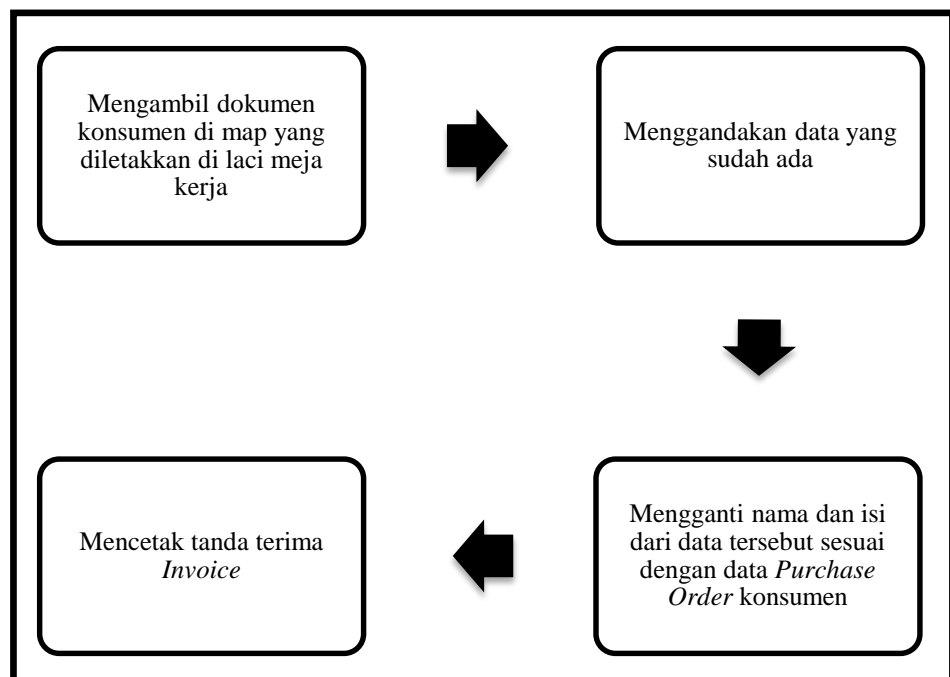 Mengambil dokumen
konsumen di map yang
diletakkan di laci meja
kerja
Menggandakan data yang
sudah ada
Mengganti nama dan isi
dari data tersebut sesuai
dengan data Purchase
Order konsumen
Mencetak tanda terima
Invoice